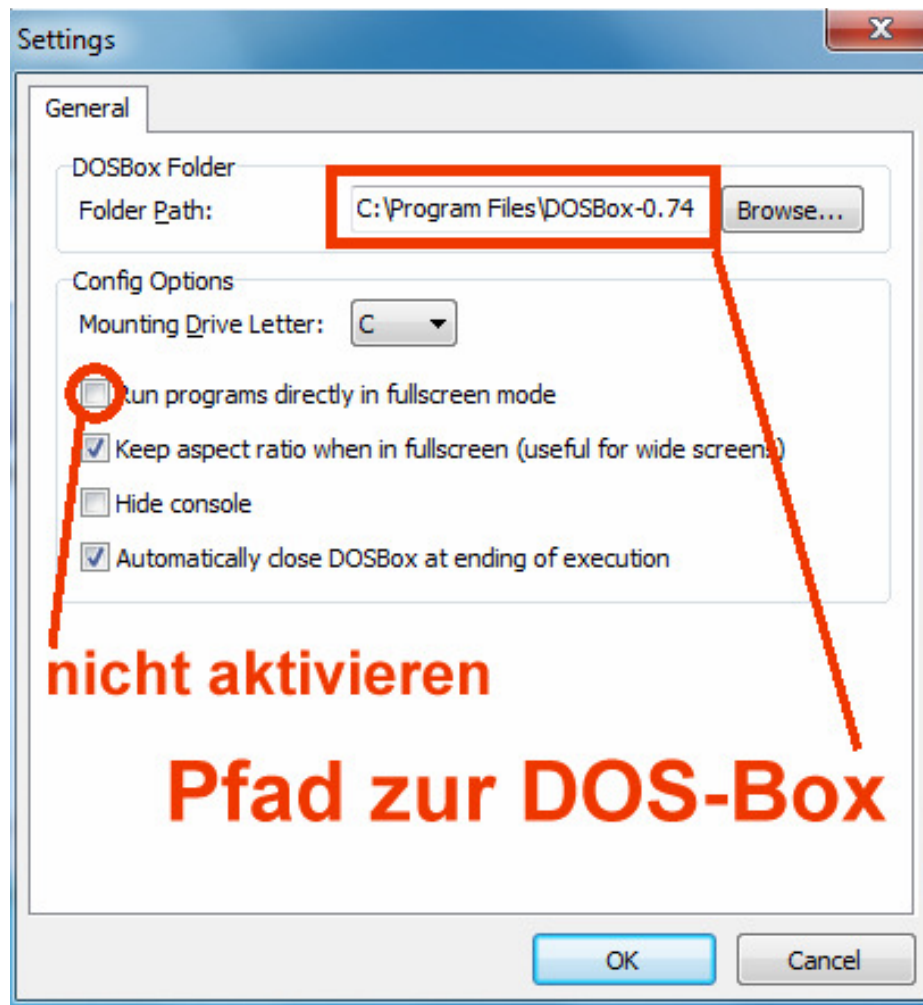 Settings
General
DOSBox Folder
Folder Path: C:\Program Files\DOSBox-0.74 Browse...
Config Options
Mounting Drive Letter: C
Run programs directly in fullscreen mode
Keep aspect ratio when in fullscreen (useful for wide screens)
Hide console
Automatically close DOSBox at ending of execution
nicht aktivieren
Pfad zur DOS-Box
OK Cancel